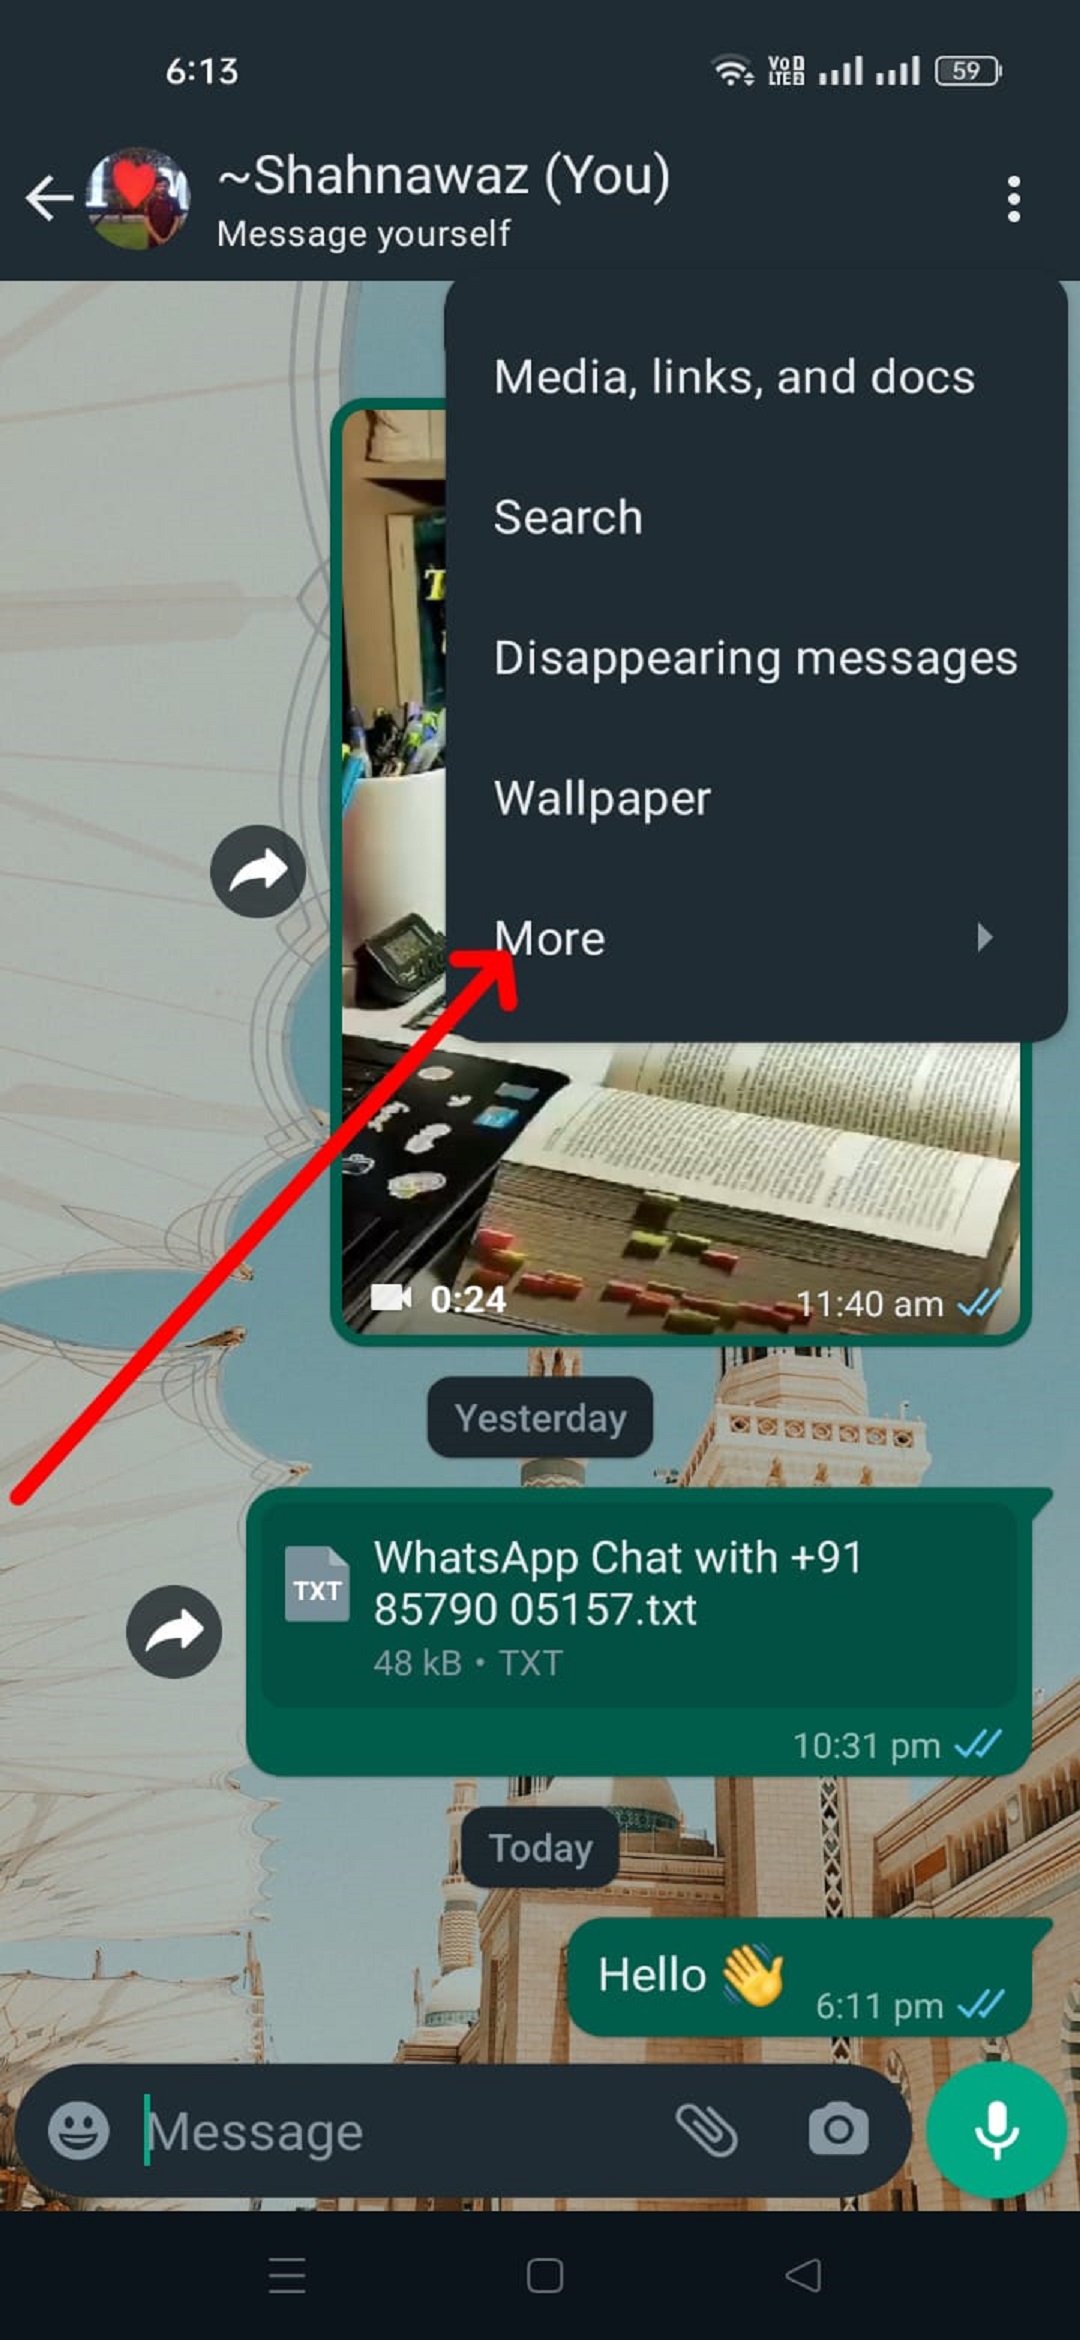 6:13
Vo
LTE2
59
~Shahnawaz (You)
Message yourself
Media, links, and docs
Search
Disappearing messages
Wallpaper
More
0:24
11:40 am
Yesterday
TXT
WhatsApp Chat with +91
85790 05157.txt
48 kB • TXT
10:31 pm
Today
Hello 👋
6:11 pm
Message